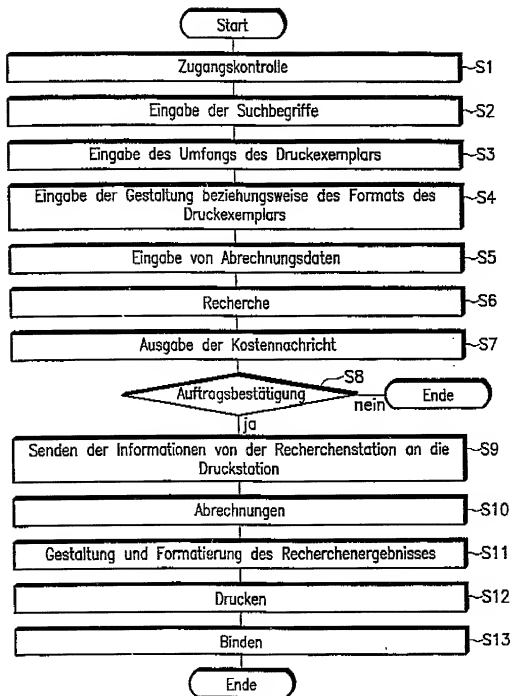 Start
Zugangskontrolle
S1
Eingabe der Suchbegriffe
S2
Eingabe des Umfangs des Druckexemplars
S3
Eingabe der Gestaltung beziehungsweise des Formats des
Druckexemplars
S4
Eingabe von Abrechnungsdaten
S5
Recherche
S6
Ausgabe der Kostennachricht
S7
Auftragsbestätigung
S8
nein
Ende
ja
Senden der Informationen von der Recherchenstation an die
Druckstation
S9
Abrechnungen
S10
Gestaltung und Formatierung des Recherchenergebnisses
S11
Drucken
S12
Binden
S13
Ende